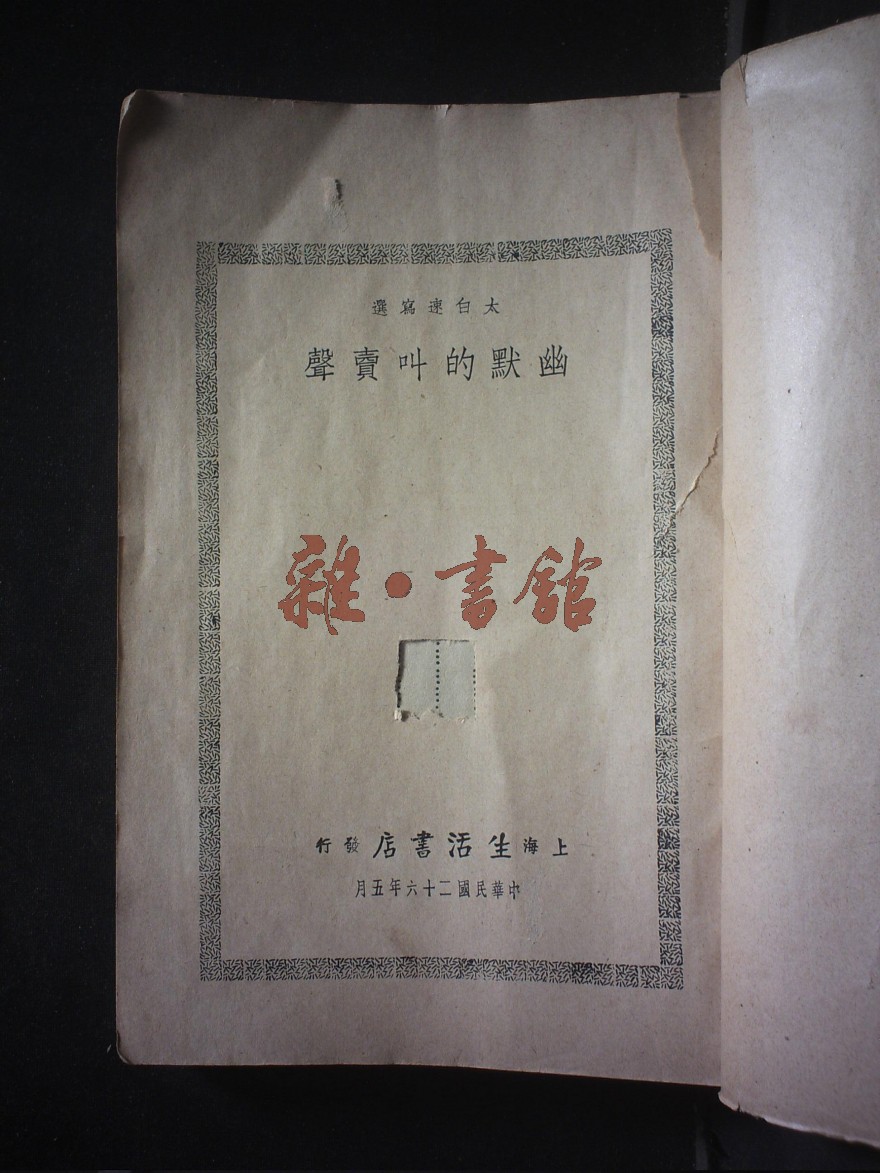 太白速寫選
幽默的叫賣聲
雜·書館
上海生活書店發行
中華民國二十六年五月